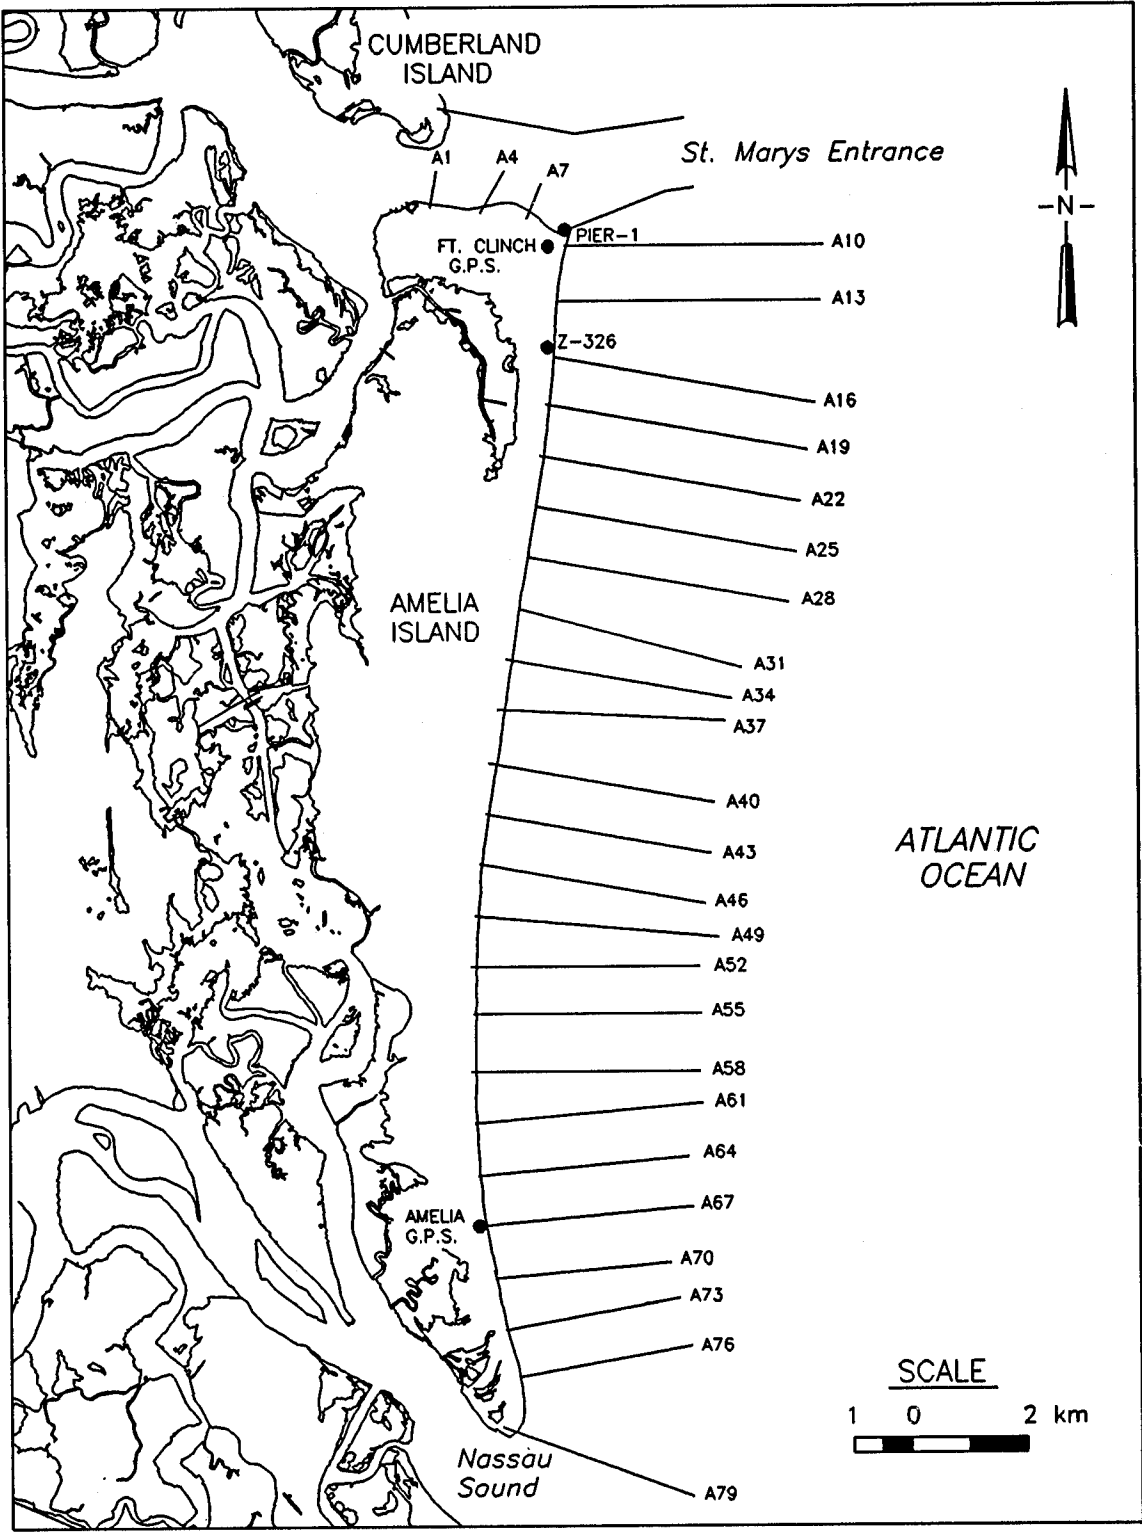 CUMBERLAND
ISLAND
St. Marys Entrance
A1
A4
A7
N
PIER-1
FT. CLINCH
G.P.S.
A10
A13
Z-326
A16
A19
A22
A25
A28
AMELIA
ISLAND
A31
A34
A37
A40
A43
ATLANTIC
OCEAN
A46
A49
A52
A55
A58
A61
A64
A67
AMELIA
G.P.S.
A70
A73
A76
SCALE
1 0 2 km
Nassau
Sound
A79